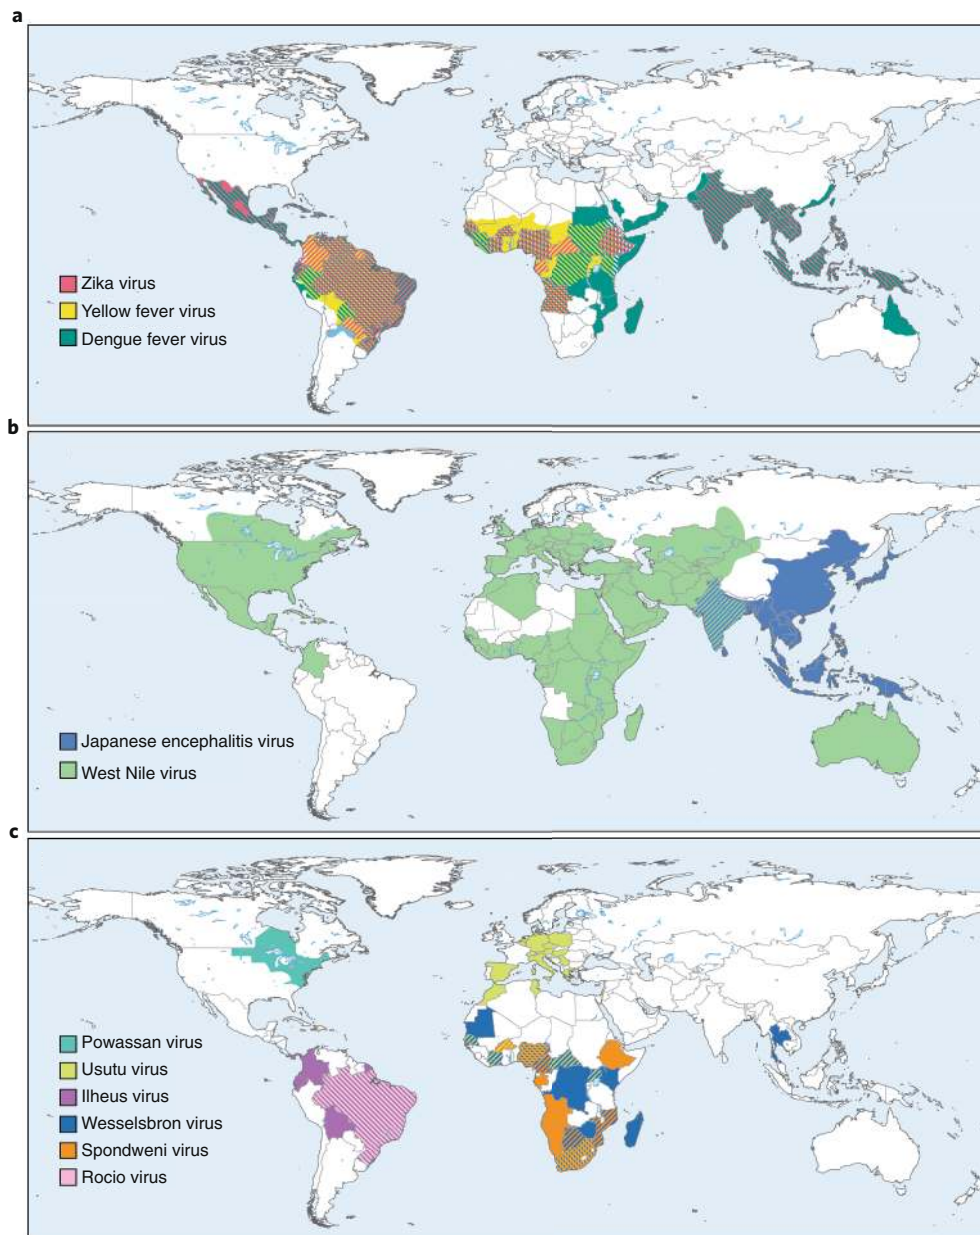 a
Zika virus
Yellow fever virus
Dengue fever virus
b
Japanese encephalitis virus
West Nile virus
c
Powassan virus
Usutu virus
Ilheus virus
Wesselsbron virus
Spondweni virus
Rocio virus